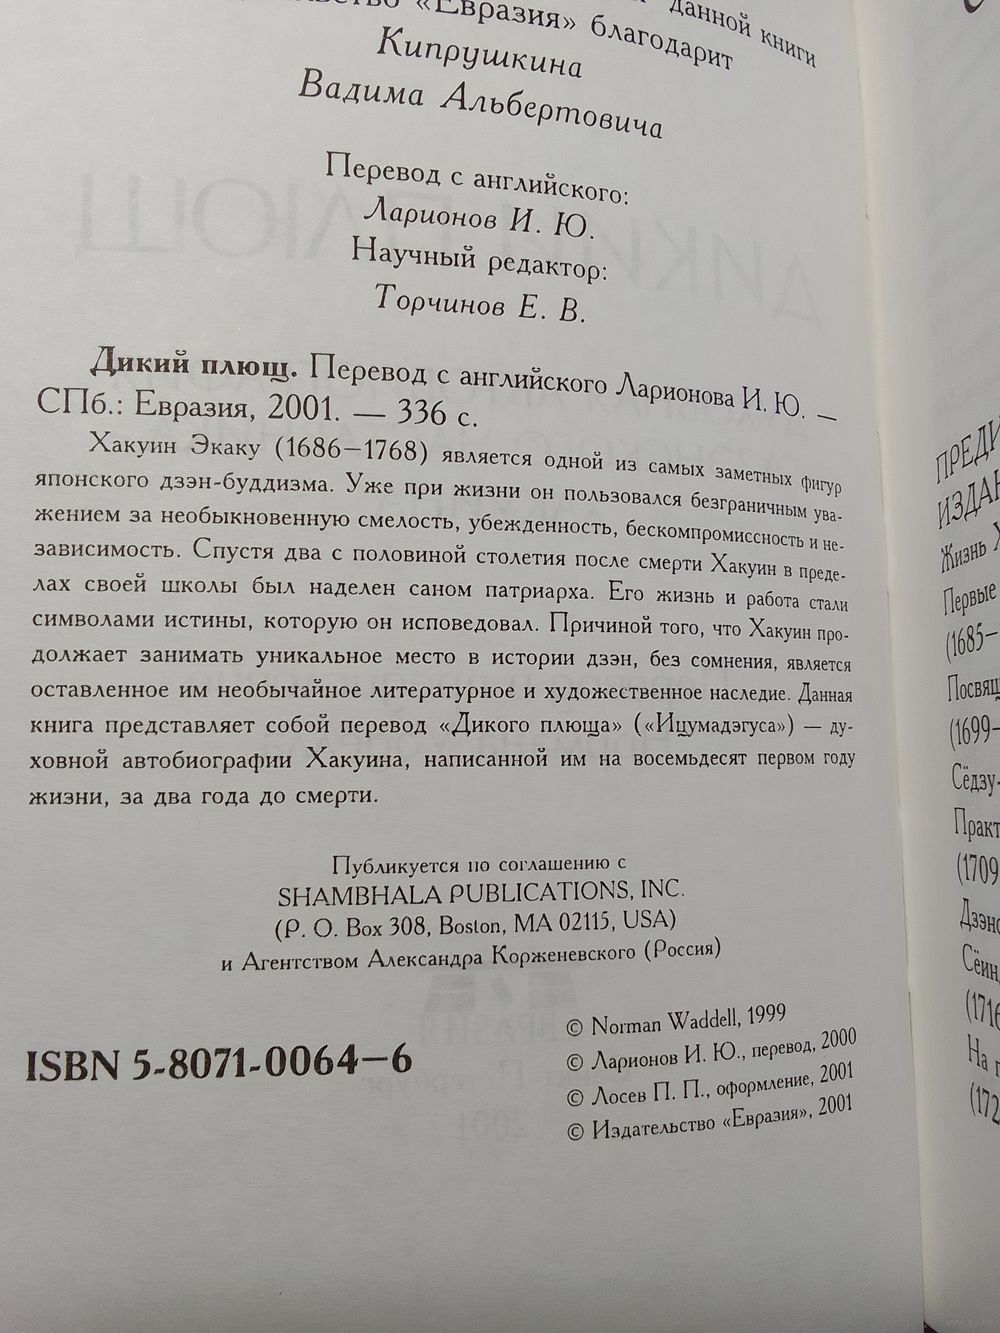 данной книги
«Евразия» благодарит
Кипрушкина
Вадима Альбертовича
Перевод с английского:
Ларионов И. Ю.
Научный редактор:
Торчинов Е. В.
Дикий плющ. Перевод с английского Ларионова И. Ю. —
СПб.: Евразия, 2001. — 336 с.
Хакуин Экаку (1686—1768) является одной из самых заметных фигур
японского дзэн-буддизма. Уже при жизни он пользовался безграничным ува-
жением за необыкновенную смелость, убежденность, бескомпромиссность и не-
зависимость. Спустя два с половиной столетия после смерти Хакуин в преде-
лах своей школы был наделен саном патриарха. Его жизнь и работа стали
символами истины, которую он исповедовал. Причиной того, что Хакуин про-
должает занимать уникальное место в истории дзэн, без сомнения, является
оставленное им необычайное литературное и художественное наследие. Данная
книга представляет собой перевод «Дикого плюща» («Ицумадэгуса») — ду-
ховной автобиографии Хакуина, написанной им на восемьдесят первом году
жизни, за два года до смерти.
Публикуется по соглашению с
SHAMBHALA PUBLICATIONS, INC.
(P. O. Box 308, Boston, MA 02115, USA)
и Агентством Александра Корженевского (Россия)
ISBN 5-8071-0064—6
© Norman Waddell, 1999
© Ларионов И. Ю., перевод, 2000
© Лосев П. П., оформление, 2001
© Издательство «Евразия», 2001
ПРЕДИ
ИЗДАН
Жизнь Х
Первые
(1685—
Посвящ
(1699—
Сёдзу-
Практ
(1709
Дзэнс
Сёин,
(1716
На г
(172
www.ay.by